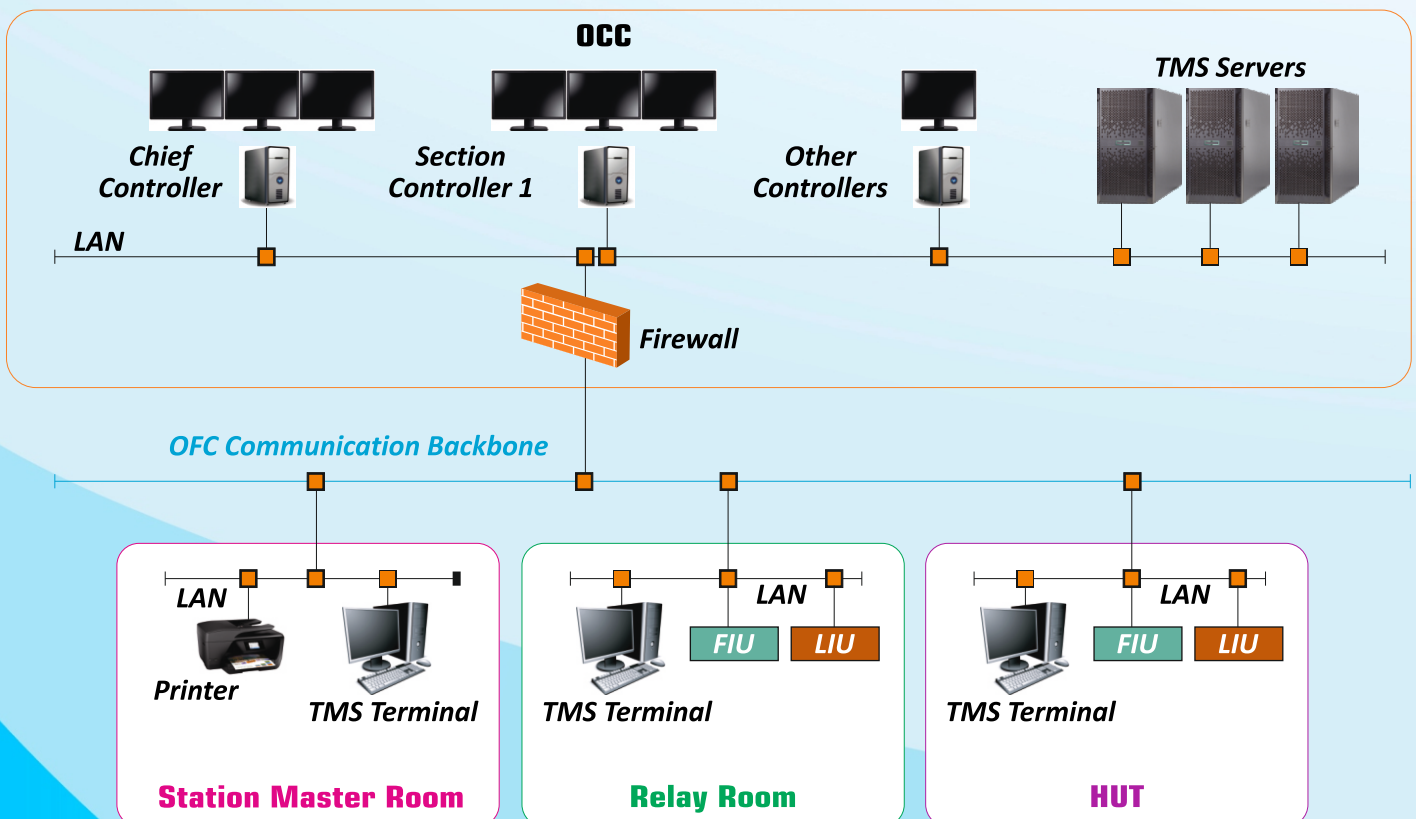 OCC
TMS Servers
Chief
Controller
Section
Controller 1
Other
Controllers
LAN
Firewall
OFC Communication Backbone
LAN
Printer
TMS Terminal
Station Master Room
LAN
FIU
LIU
TMS Terminal
Relay Room
LAN
FIU
LIU
TMS Terminal
HUT